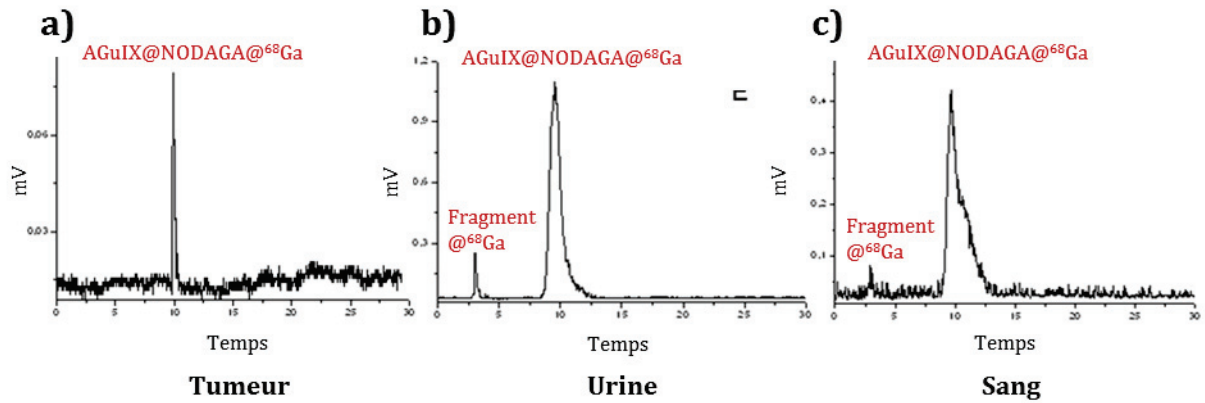 a)
AGuIX@NODAGA@⁶⁸Ga
0.06
0.03
mV
0 5 10 15 20 25 30
Temps
Tumeur
b)
AGuIX@NODAGA@⁶⁸Ga
1.2
0.9
0.6
0.3
mV
Fragment
@⁶⁸Ga
0 5 10 15 20 25 30
Temps
Urine
c)
AGuIX@NODAGA@⁶⁸Ga
0.4
0.3
0.2
0.1
mV
Fragment
@⁶⁸Ga
0 5 10 15 20 25 30
Temps
Sang